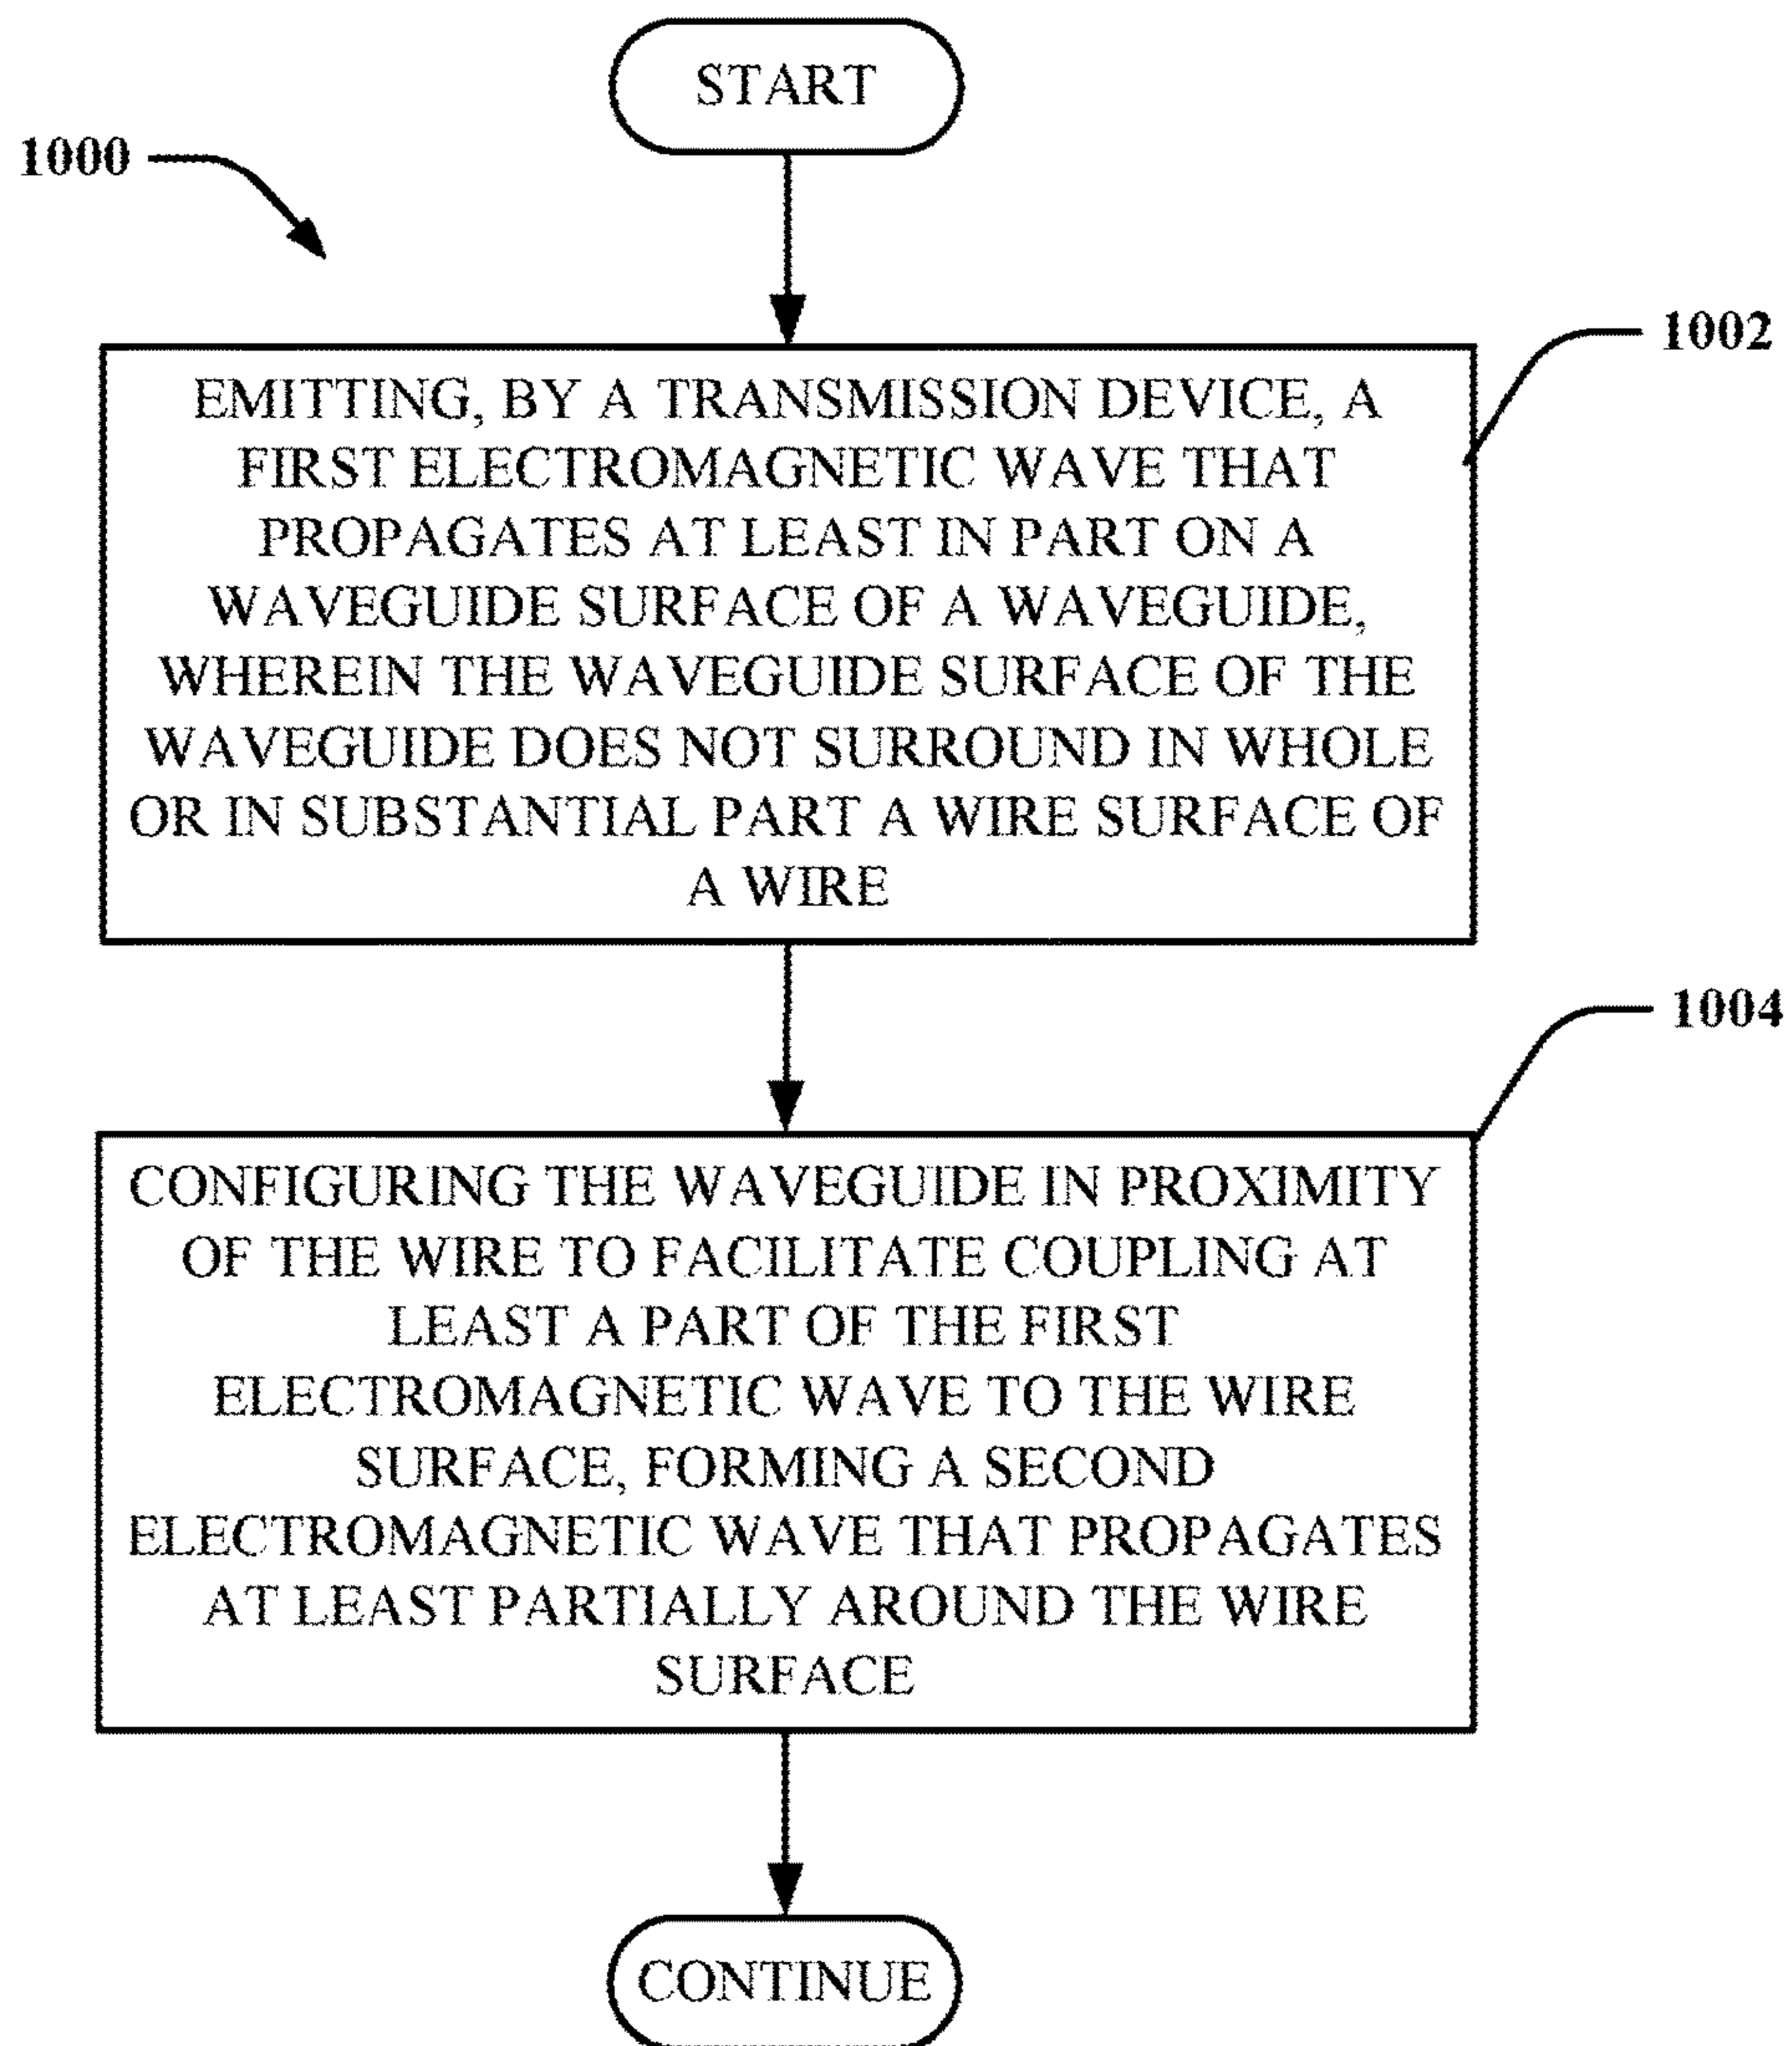 START
1000
1002
EMITTING, BY A TRANSMISSION DEVICE, A
FIRST ELECTROMAGNETIC WAVE THAT
PROPAGATES AT LEAST IN PART ON A
WAVEGUIDE SURFACE OF A WAVEGUIDE,
WHEREIN THE WAVEGUIDE SURFACE OF THE
WAVEGUIDE DOES NOT SURROUND IN WHOLE
OR IN SUBSTANTIAL PART A WIRE SURFACE OF
A WIRE
1004
CONFIGURING THE WAVEGUIDE IN PROXIMITY
OF THE WIRE TO FACILITATE COUPLING AT
LEAST A PART OF THE FIRST
ELECTROMAGNETIC WAVE TO THE WIRE
SURFACE, FORMING A SECOND
ELECTROMAGNETIC WAVE THAT PROPAGATES
AT LEAST PARTIALLY AROUND THE WIRE
SURFACE
CONTINUE